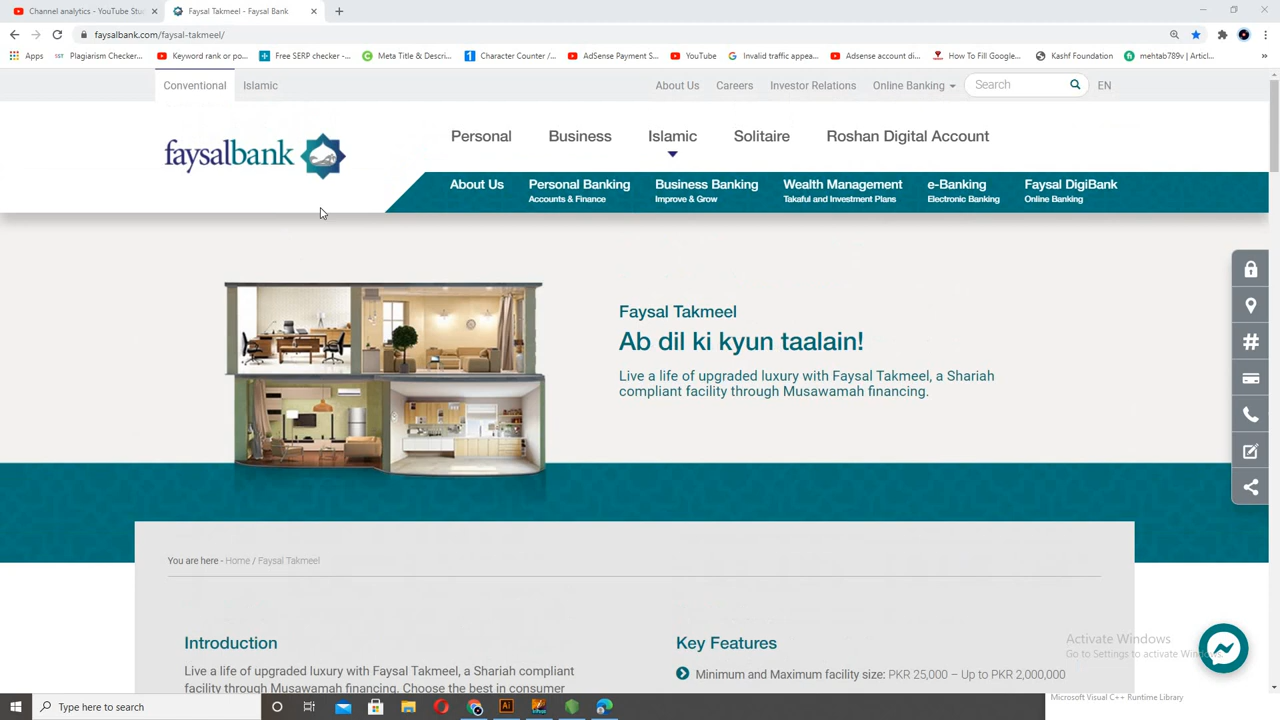 Channel analytics - YouTube Stu
Faysal Takmeel - Faysal Bank
faysalbank.com/faysal-takmeel/
Apps
Plagiarism Checker...
Keyword rank or po...
Free SERP checker -...
Meta Title & Descri...
Character Counter /...
AdSense Payment S...
YouTube
Invalid traffic appea...
Adsense account di...
How To Fill Google...
Kashf Foundation
mehtab789v | Articl...
Conventional
Islamic
About Us
Careers
Investor Relations
Online Banking
Search
EN
faysalbank
Personal
Business
Islamic
Solitaire
Roshan Digital Account
About Us
Personal Banking
Accounts & Finance
Business Banking
Improve & Grow
Wealth Management
Takaful and Investment Plans
e-Banking
Electronic Banking
Faysal DigiBank
Online Banking
Faysal Takmeel
Ab dil ki kyun taalain!
Live a life of upgraded luxury with Faysal Takmeel, a Shariah
compliant facility through Musawamah financing.
You are here - Home / Faysal Takmeel
Introduction
Live a life of upgraded luxury with Faysal Takmeel, a Shariah
facility through Musawamah financing. Choose the best in consumer
Key Features
Minimum and Maximum facility size: PKR 25,000 – Up to PKR 2,000,000
Activate Windows
Go to Settings to activate Windows.
Type here to search
Microsoft Visual C++ Runtime Library